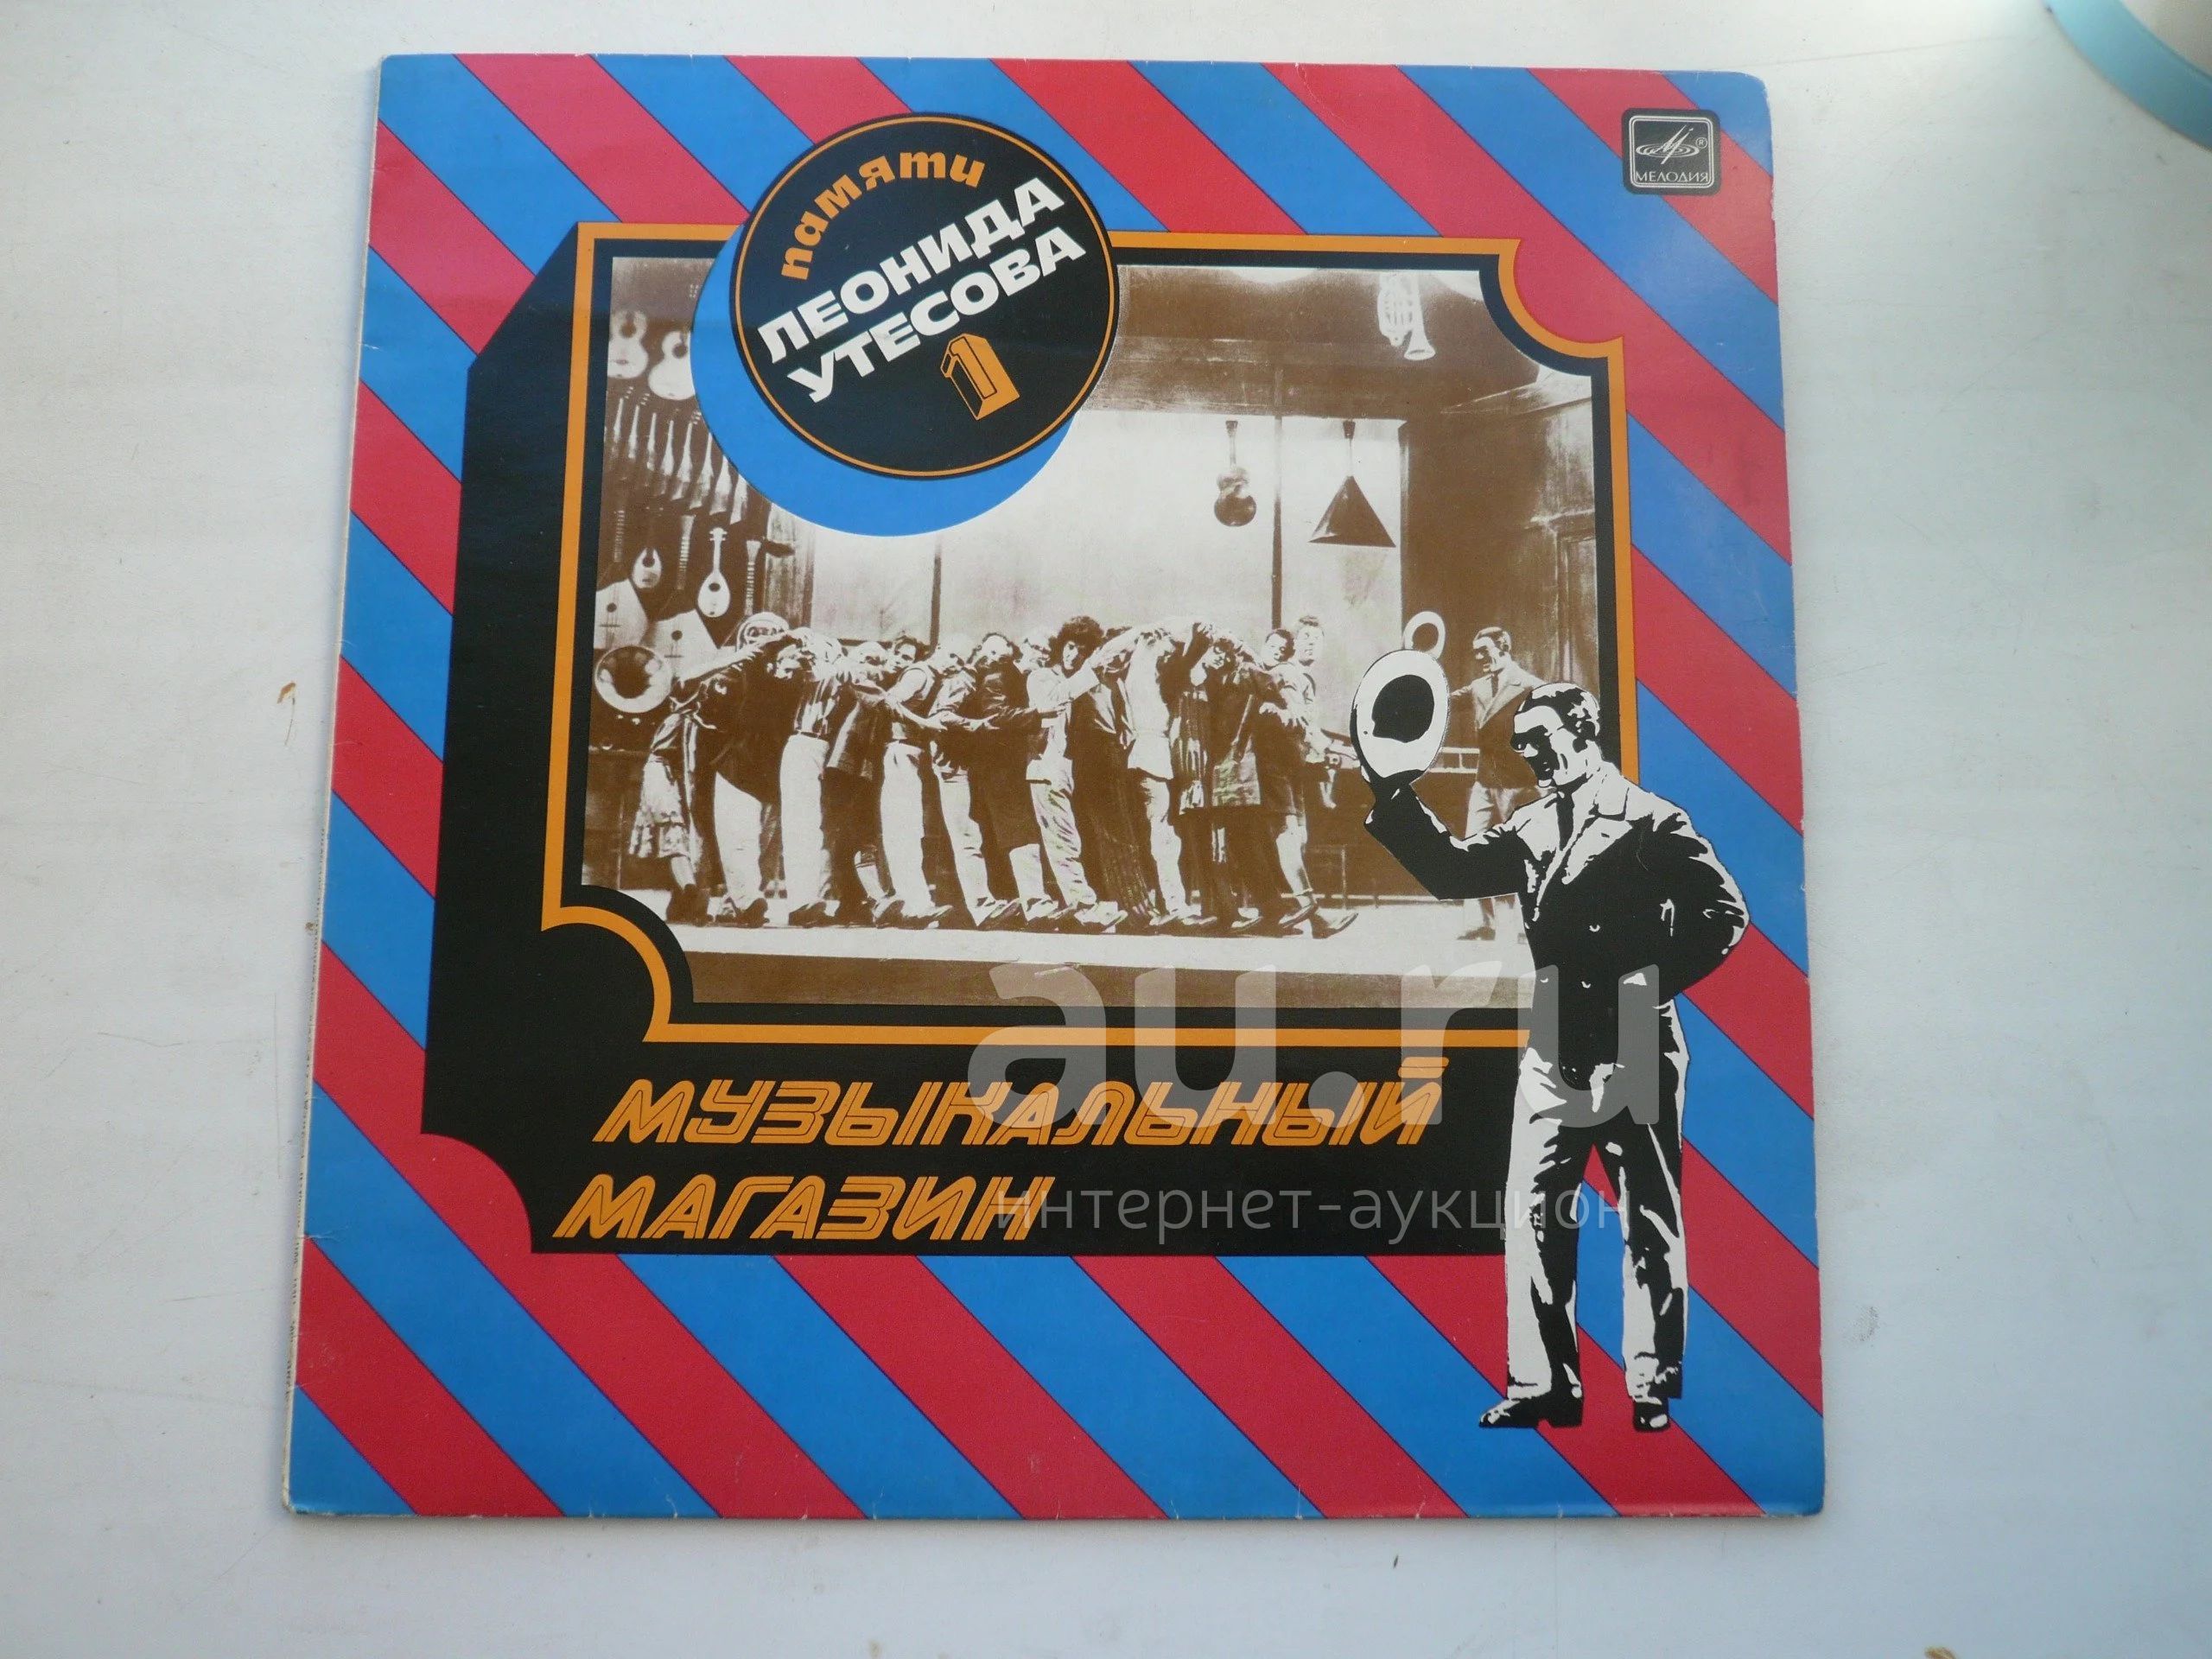 памяти
ЛЕОНИДА
УТЕСОВА
1
МЕЛОДИЯ
МУЗЫКАЛЬНЫЙ
МАГАЗИН
au.ru
интернет-аукцион